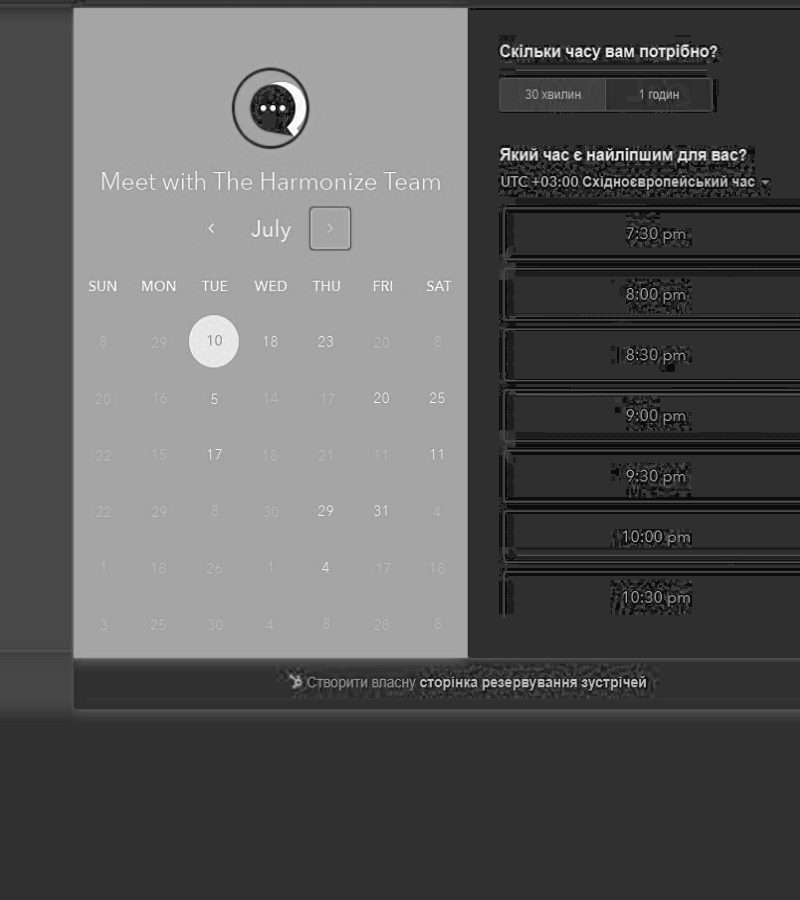 Meet with The Harmonize Team
July
SUN MON TUE WED THU FRI SAT
8 29 10 18 23 20 8
20 16 5 14 17 20 25
22 15 17 18 21 11 11
22 29 8 30 29 31 4
1 18 26 1 4 17 18
3 25 30 4 8 28 8
Скільки часу вам потрібно?
30 хвилин 1 годин
Який час є найліпшим для вас?
UTC +03:00 Східноєвропейський час
7:30 pm
8:00 pm
8:30 pm
9:00 pm
9:30 pm
10:00 pm
10:30 pm
Створити власну сторінка резервування зустрічей